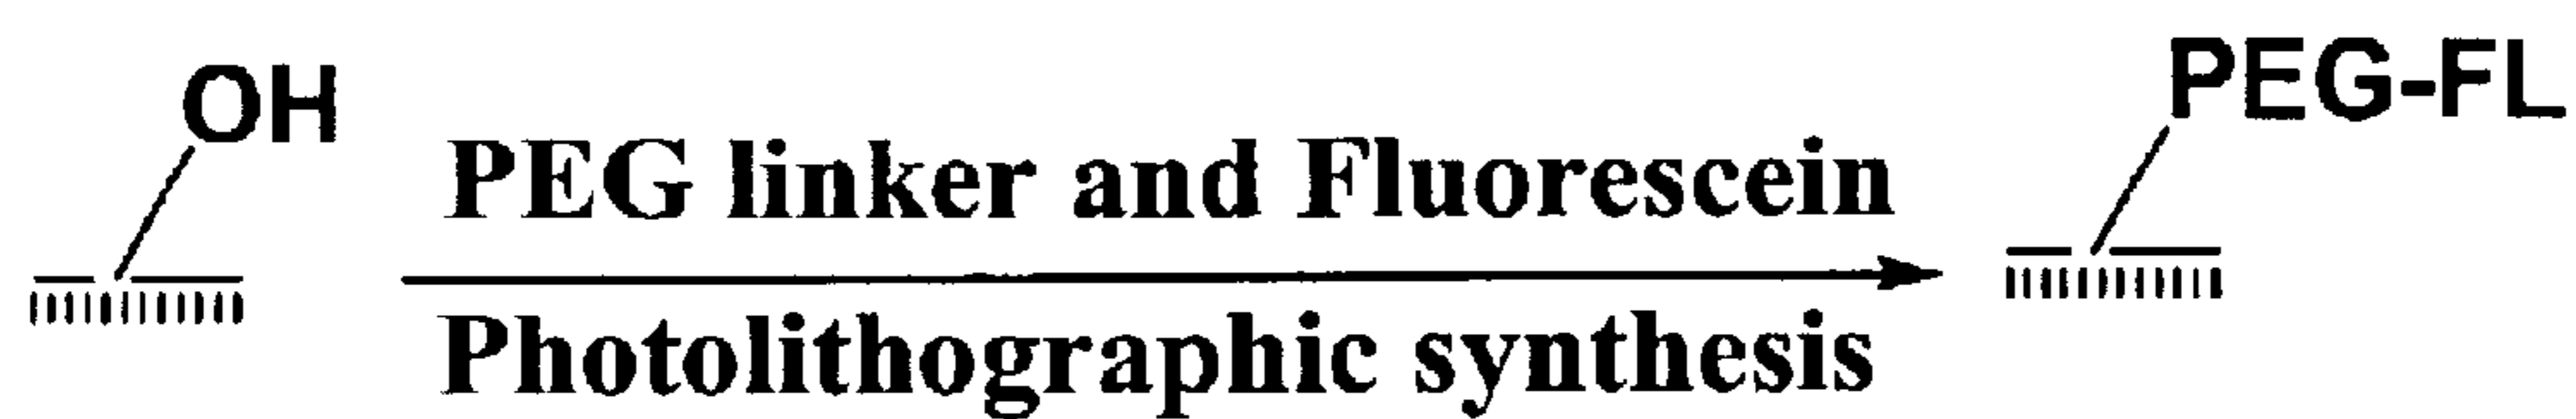 OH
PEG linker and Fluorescein
Photolithographic synthesis
PEG-FL